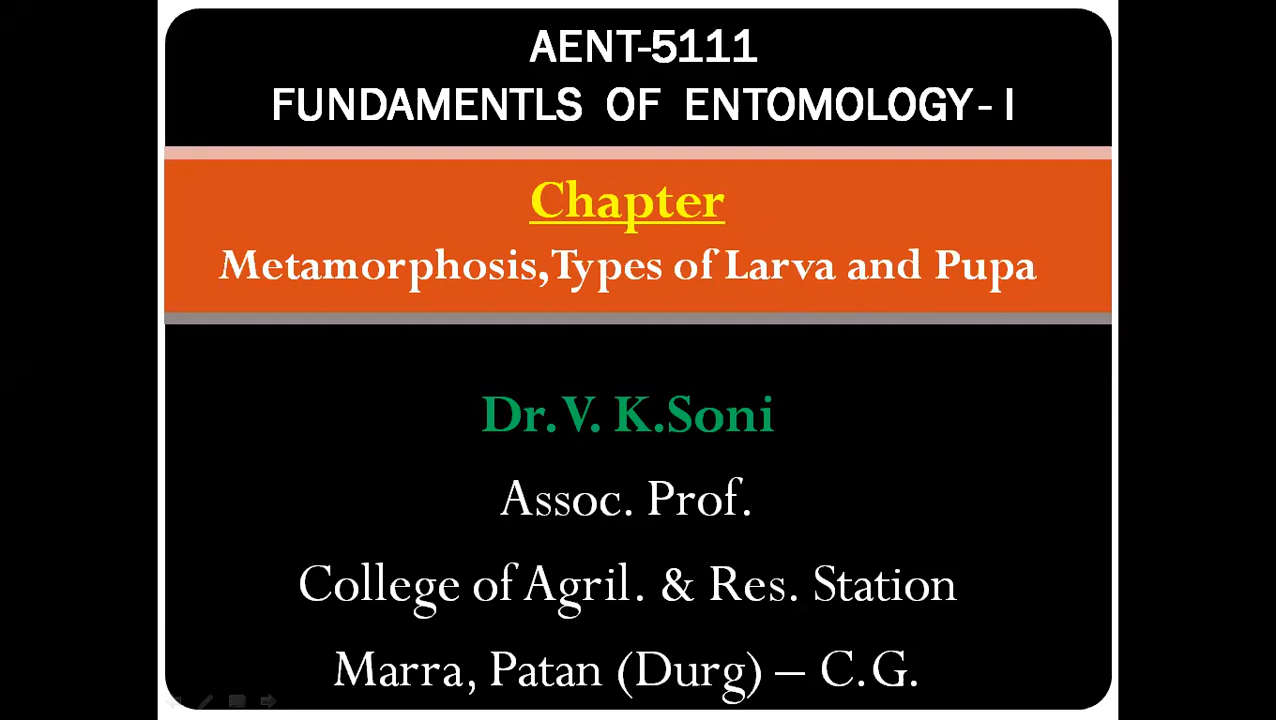 AENT-5111
FUNDAMENTLS OF ENTOMOLOGY - I
Chapter
Metamorphosis,Types of Larva and Pupa
Dr. V. K.Soni
Assoc. Prof.
College of Agril. & Res. Station
Marra, Patan (Durg) – C.G.